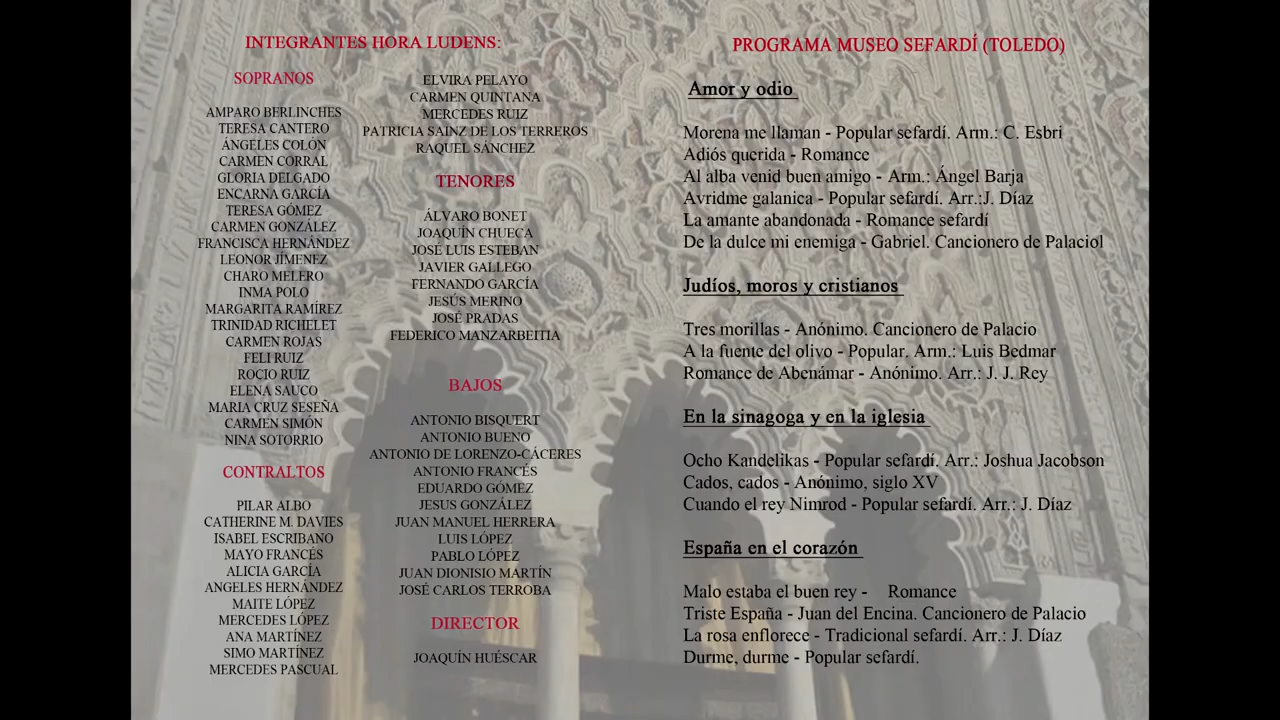 INTEGRANTES HORA LUDENS:
SOPRANOS
AMPARO BERLINCHES
TERESA CANTERO
ÁNGELES COLÓN
CARMEN CORRAL
GLORIA DELGADO
ENCARNA GARCÍA
TERESA GÓMEZ
CARMEN GONZÁLEZ
FRANCISCA HERNÁNDEZ
LEONOR JÍMENEZ
CHARO MELERO
INMA POLO
MARGARITA RAMÍREZ
TRINIDAD RICHELET
CARMEN ROJAS
FELI RUIZ
ROCIO RUIZ
ELENA SAUCO
MARIA CRUZ SESEÑA
CARMEN SIMÓN
NINA SOTORRIO
CONTRALTOS
PILAR ALBO
CATHERINE M. DAVIES
ISABEL ESCRIBANO
MAYO FRANCÉS
ALICIA GARCÍA
ANGELES HERNÁNDEZ
MAITE LÓPEZ
MERCEDES LÓPEZ
ANA MARTÍNEZ
SIMO MARTÍNEZ
MERCEDES PASCUAL
ELVIRA PELAYO
CARMEN QUINTANA
MERCEDES RUIZ
PATRICIA SAINZ DE LOS TERREROS
RAQUEL SÁNCHEZ
TENORES
ÁLVARO BONET
JOAQUÍN CHUECA
JOSÉ LUIS ESTEBAN
JAVIER GALLEGO
FERNANDO GARCÍA
JESÚS MERINO
JOSÉ PRADAS
FEDERICO MANZARBEITIA
BAJOS
ANTONIO BISQUERT
ANTONIO BUENO
ANTONIO DE LORENZO-CÁCERES
ANTONIO FRANCÉS
EDUARDO GÓMEZ
JESUS GONZÁLEZ
JUAN MANUEL HERRERA
LUIS LÓPEZ
PABLO LÓPEZ
JUAN DIONISIO MARTÍN
JOSÉ CARLOS TERROBA
DIRECTOR
JOAQUÍN HUÉSCAR
PROGRAMA MUSEO SEFARDÍ (TOLEDO)
Amor y odio
Morena me llaman - Popular sefardí. Arm.: C. Esbri
Adiós querida - Romance
Al alba venid buen amigo - Arm.: Ángel Barja
Avridme galanica - Popular sefardí. Arr.:J. Díaz
La amante abandonada - Romance sefardí
De la dulce mi enemiga - Gabriel. Cancionero de Palaciol
Judíos, moros y cristianos
Tres morillas - Anónimo. Cancionero de Palacio
A la fuente del olivo - Popular. Arm.: Luis Bedmar
Romance de Abenámar - Anónimo. Arr.: J. J. Rey
En la sinagoga y en la iglesia
Ocho Kandelikas - Popular sefardí. Arr.: Joshua Jacobson
Cados, cados - Anónimo, siglo XV
Cuando el rey Nimrod - Popular sefardí. Arr.: J. Díaz
España en el corazón
Malo estaba el buen rey - Romance
Triste España - Juan del Encina. Cancionero de Palacio
La rosa enflorece - Tradicional sefardí. Arr.: J. Díaz
Durme, durme - Popular sefardí.